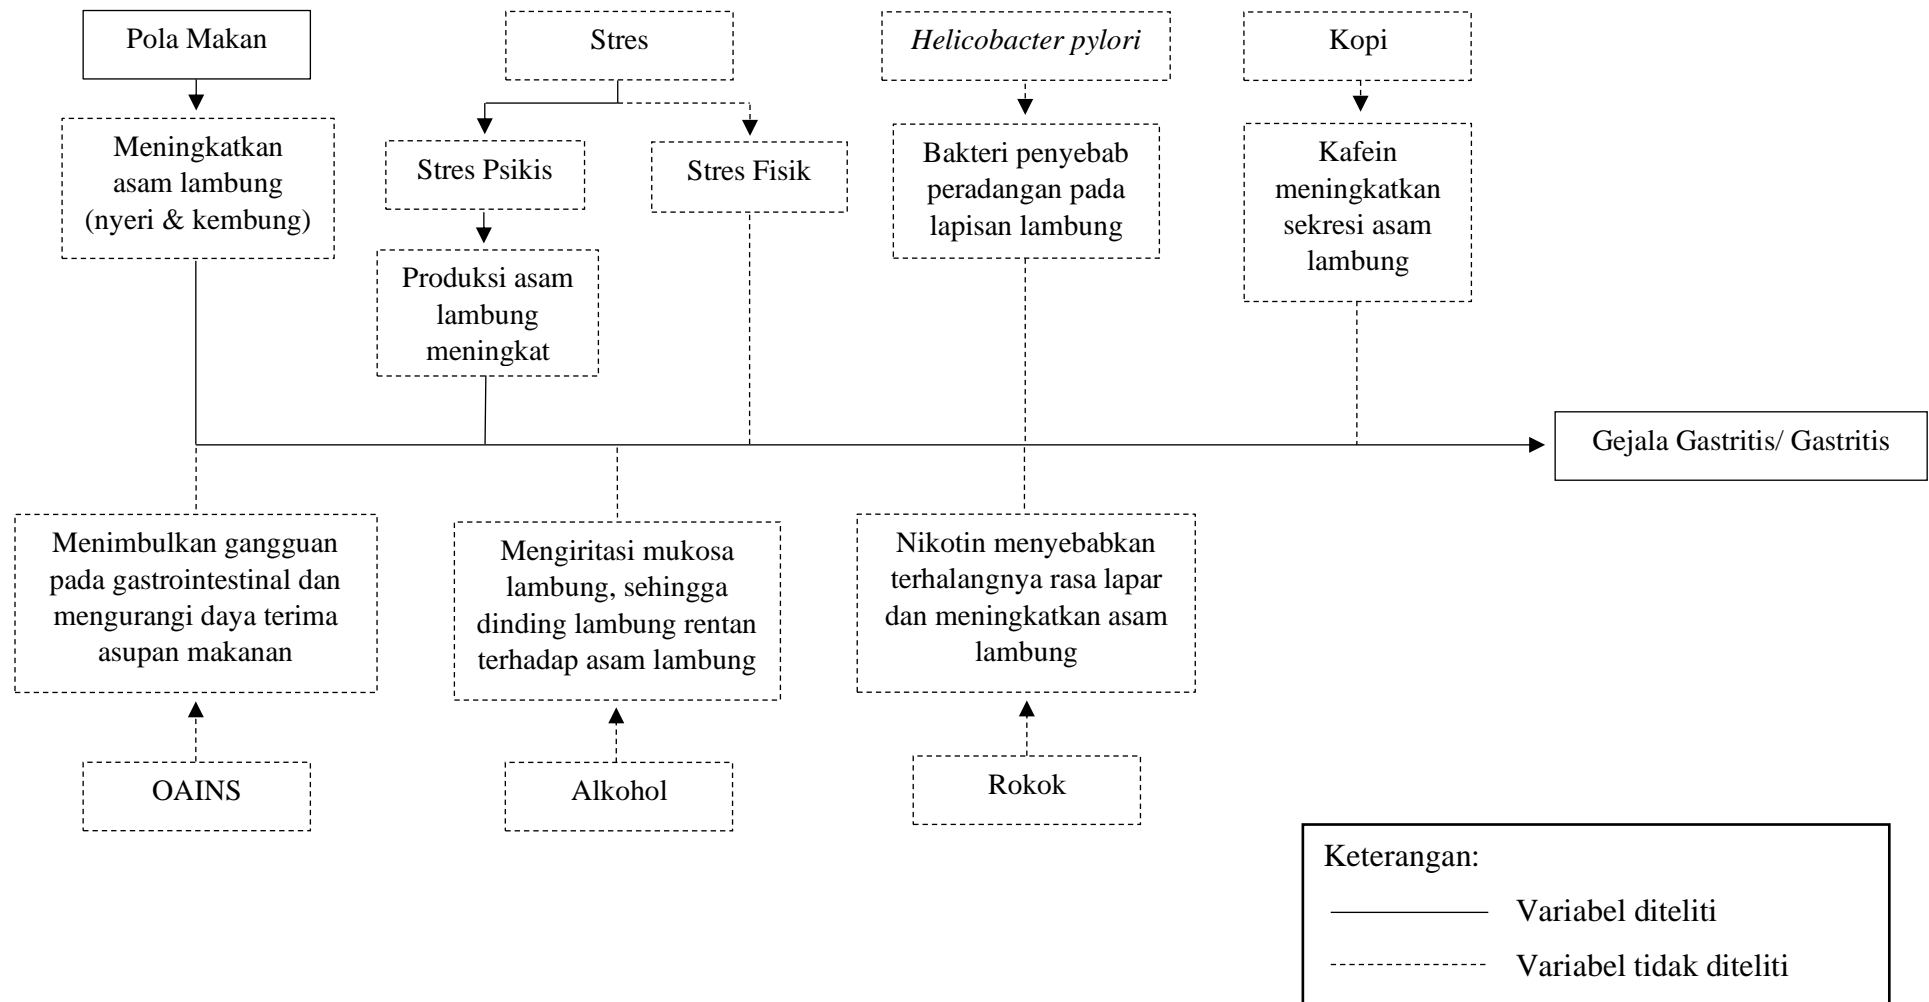 Pola Makan
Stres
Helicobacter pylori
Kopi
Meningkatkan
asam lambung
(nyeri & kembung)
Stres Psikis
Stres Fisik
Bakteri penyebab
peradangan pada
lapisan lambung
Kafein
meningkatkan
sekresi asam
lambung
Produksi asam
lambung
meningkat
Gejala Gastritis/ Gastritis
Menimbulkan gangguan
pada gastrointestinal dan
mengurangi daya terima
asupan makanan
Mengiritasi mukosa
lambung, sehingga
dinding lambung rentan
terhadap asam lambung
Nikotin menyebabkan
terhalangnya rasa lapar
dan meningkatkan asam
lambung
OAINS
Alkohol
Rokok
Keterangan:
Variabel diteliti
Variabel tidak diteliti